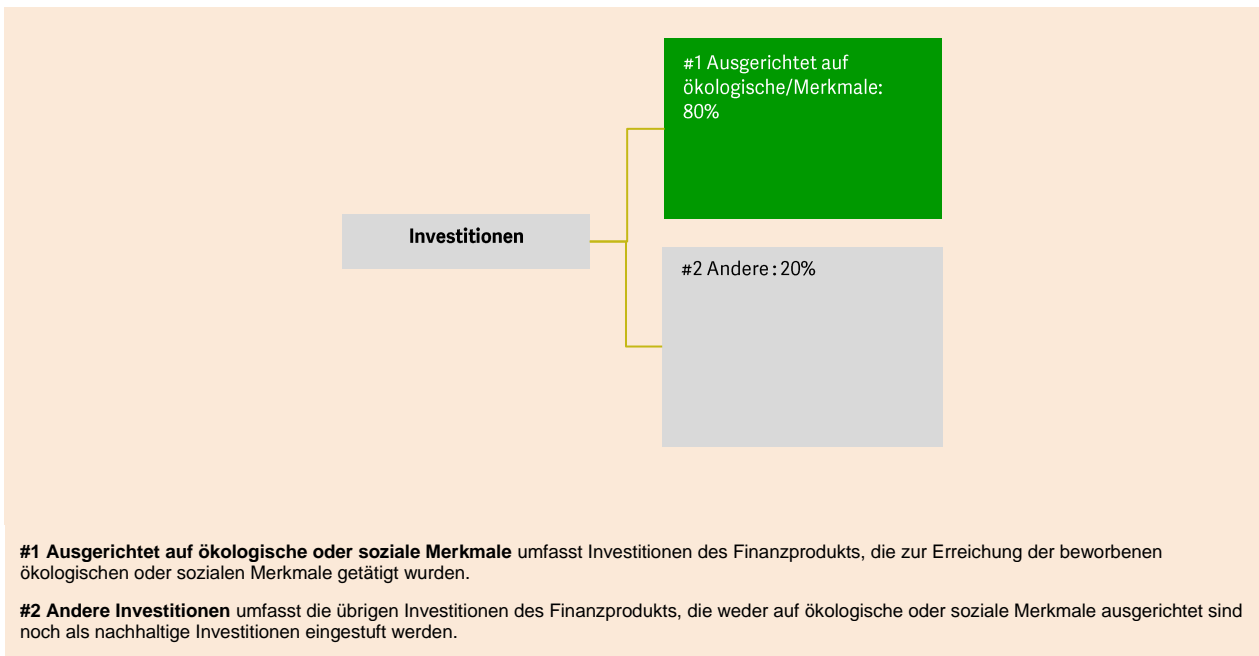 #1 Ausgerichtet auf
ökologische/Merkmale:
80%
Investitionen
#2 Andere : 20%
#1 Ausgerichtet auf ökologische oder soziale Merkmale umfasst Investitionen des Finanzprodukts, die zur Erreichung der beworbenen
ökologischen oder sozialen Merkmale getätigt wurden.
#2 Andere Investitionen umfasst die übrigen Investitionen des Finanzprodukts, die weder auf ökologische oder soziale Merkmale ausgerichtet sind
noch als nachhaltige Investitionen eingestuft werden.